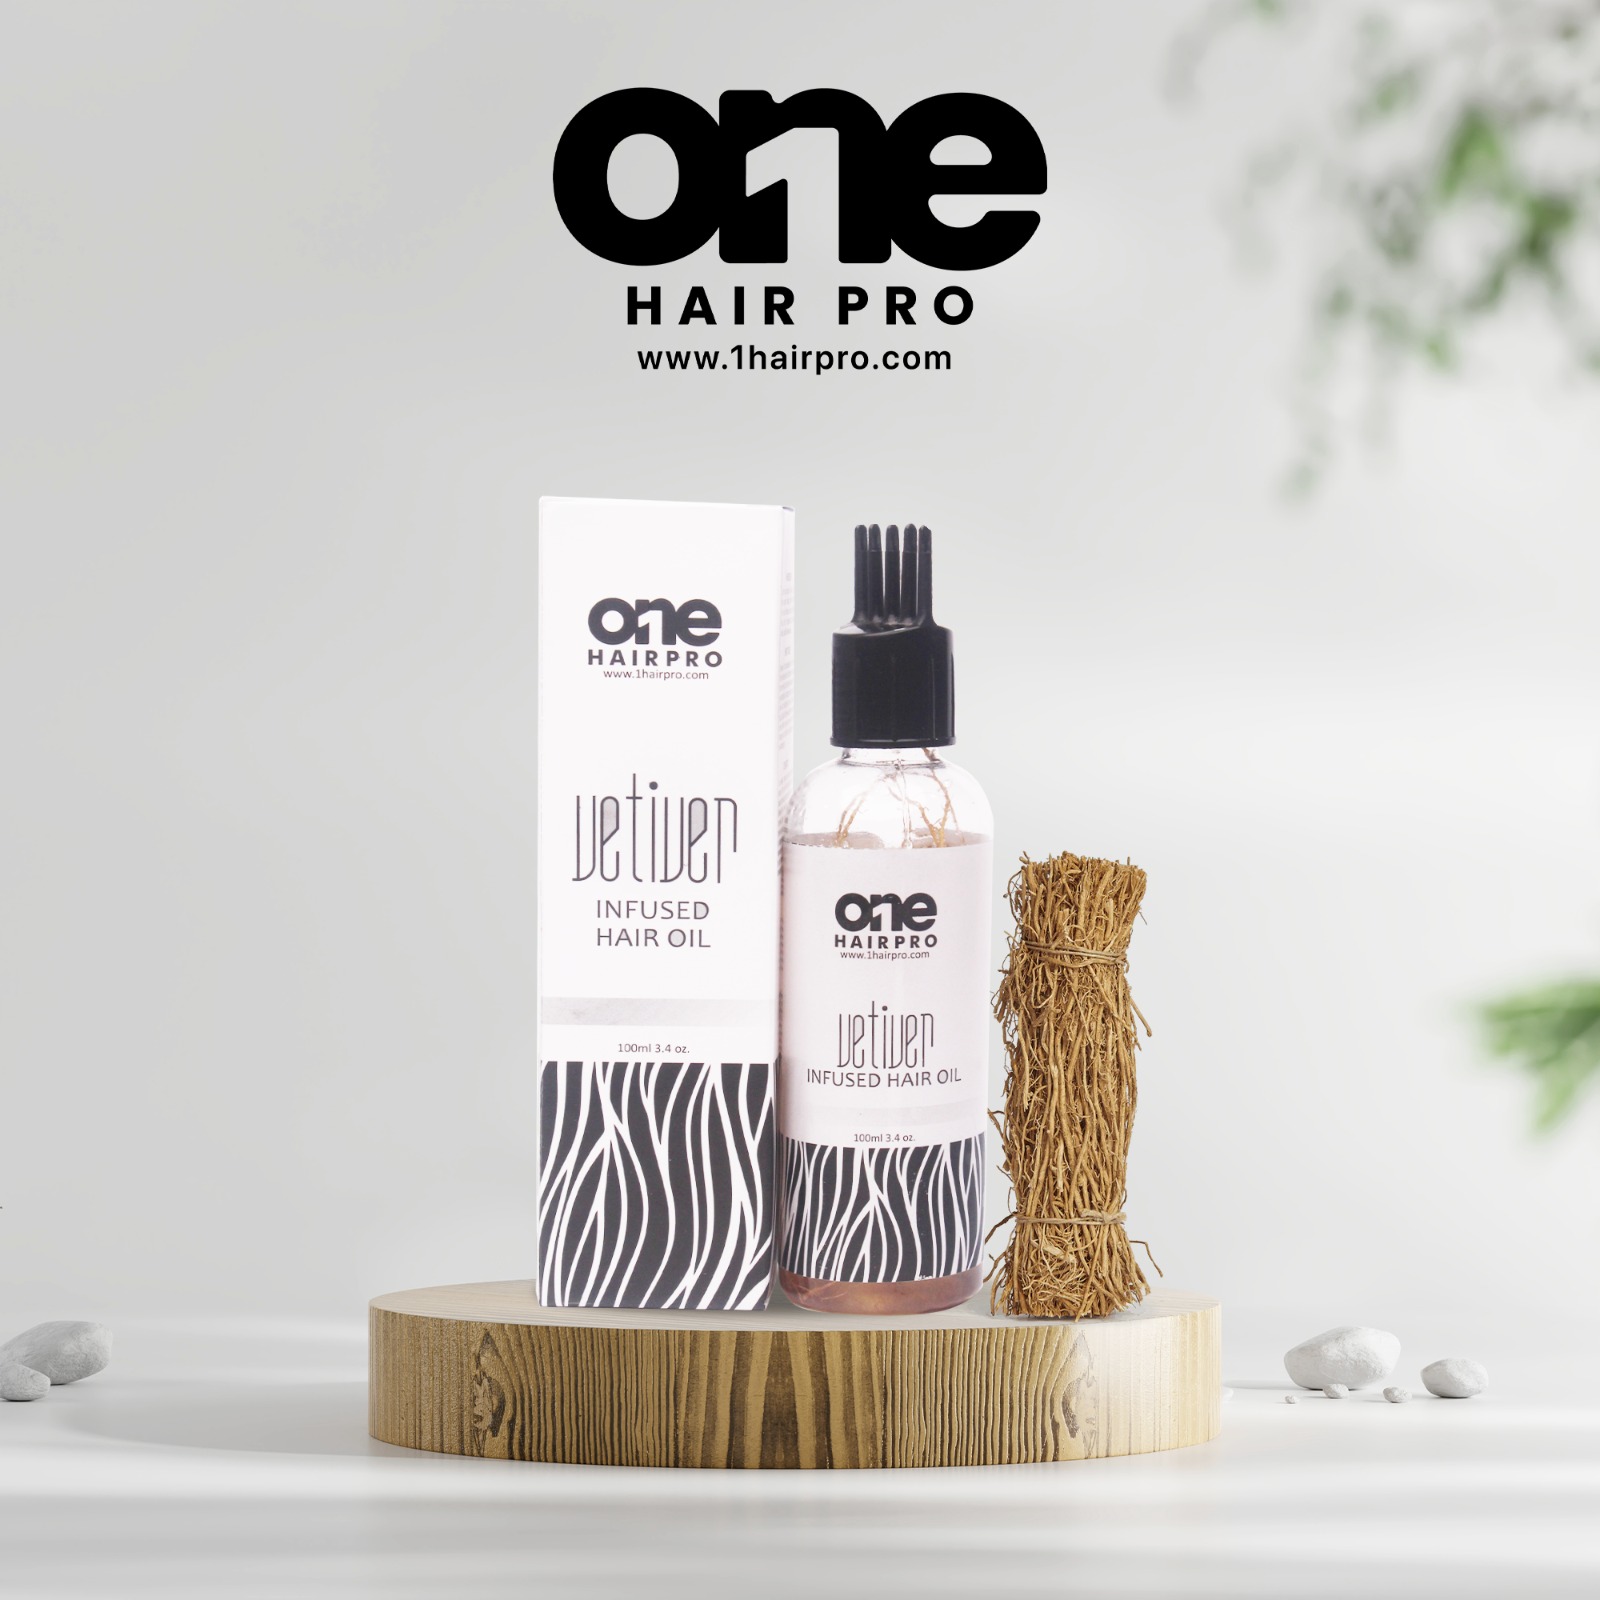 one
HAIR PRO
www.1hairpro.com
one
HAIRPRO
www.1hairpro.com
vetiver
INFUSED
HAIR OIL
100ml 3.4 oz.
one
HAIRPRO
www.1hairpro.com
vetiver
INFUSED HAIR OIL
100ml 3.4 oz.